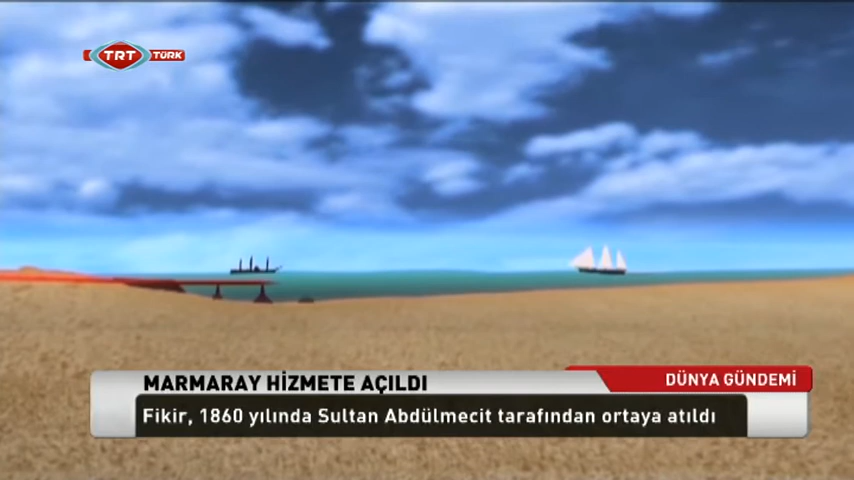 TRT TÜRK
MARMARAY HİZMETE AÇILDI
DÜNYA GÜNDEMİ
Fikir, 1860 yılında Sultan Abdülmecit tarafından ortaya atıldı